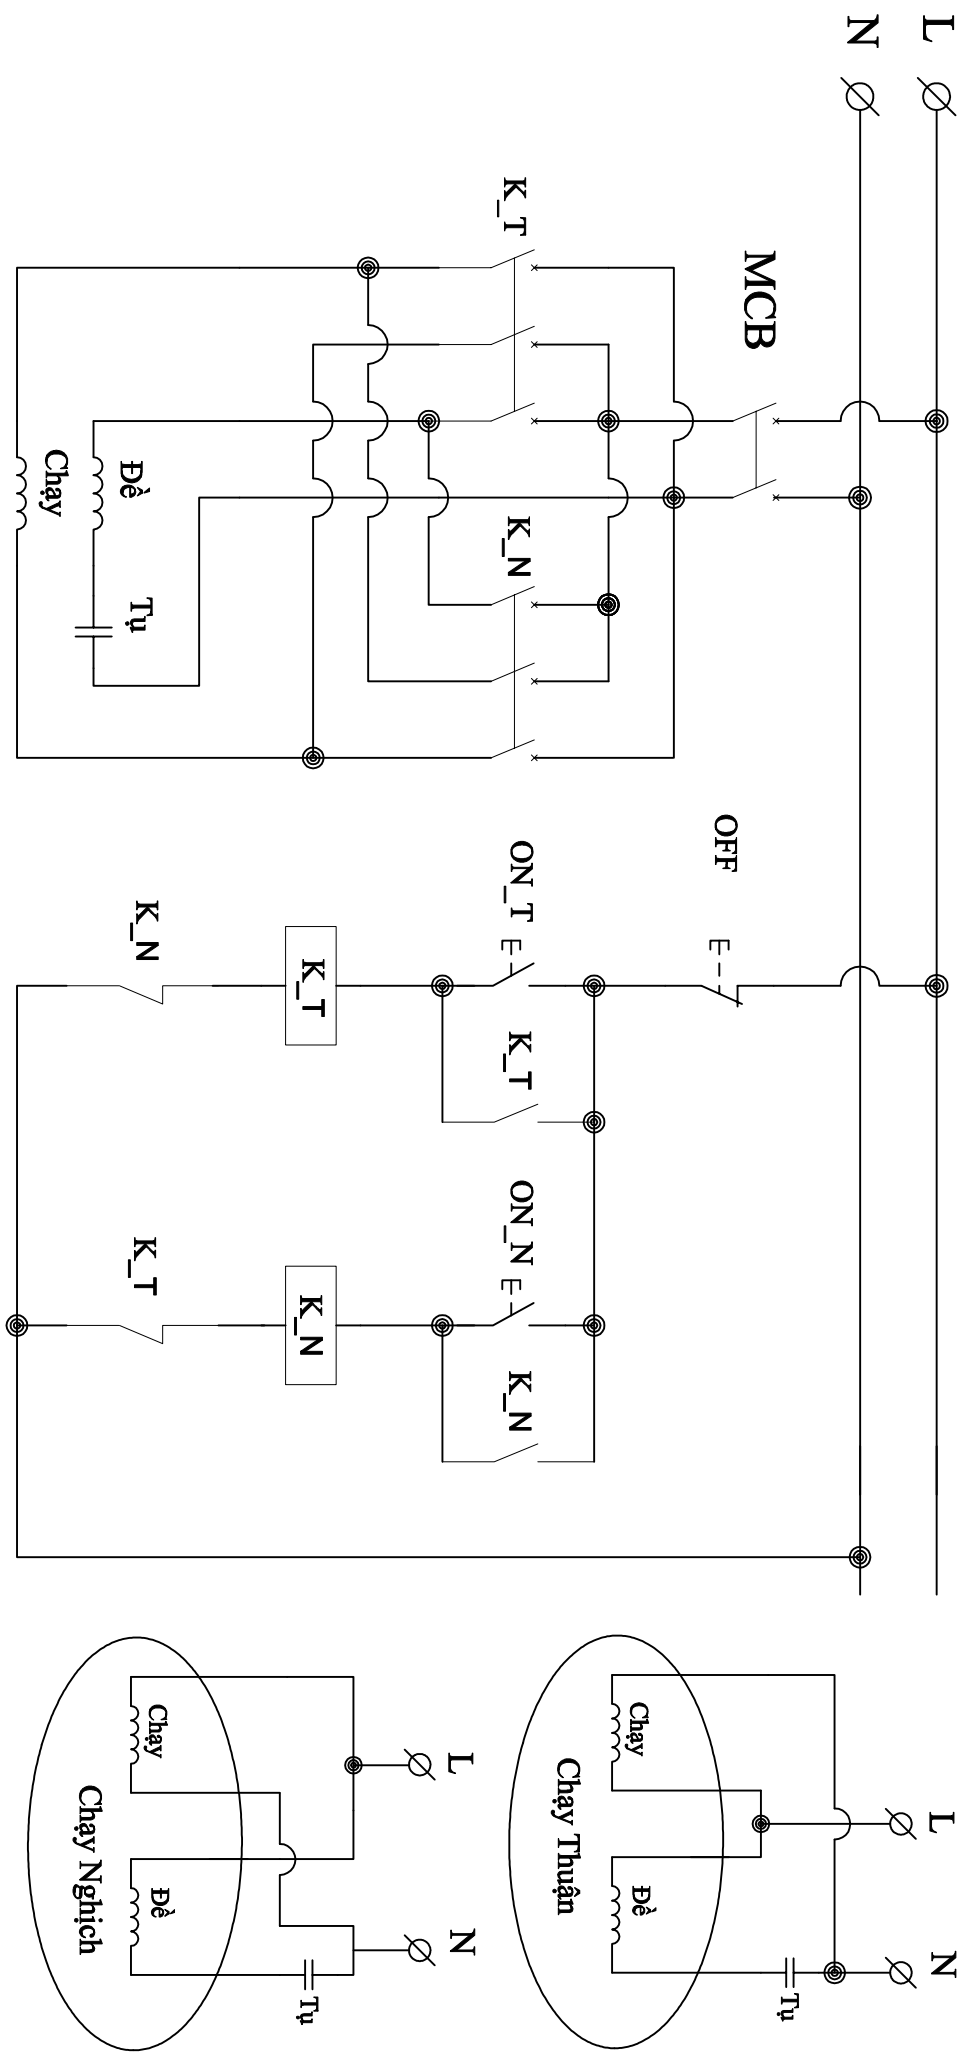 L
N
MCB
K_T
K_N
Chạy
Đề
Tụ
OFF
ON_T
K_T
K_T
K_N
ON_N
K_N
K_N
K_T
L
N
Chạy
Đề
Tụ
Chạy Thuận
L
N
Chạy
Đề
Tụ
Chạy Nghịch